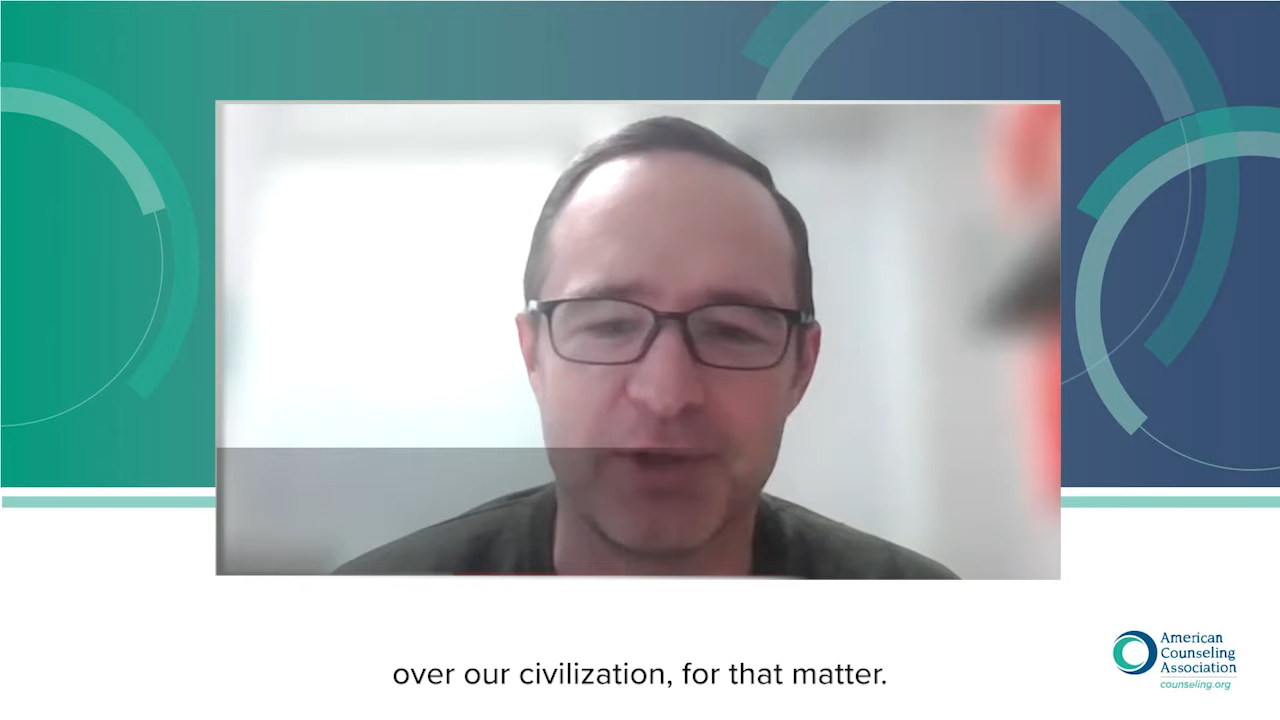 over our civilization, for that matter.
American
Counseling
Association
counseling.org